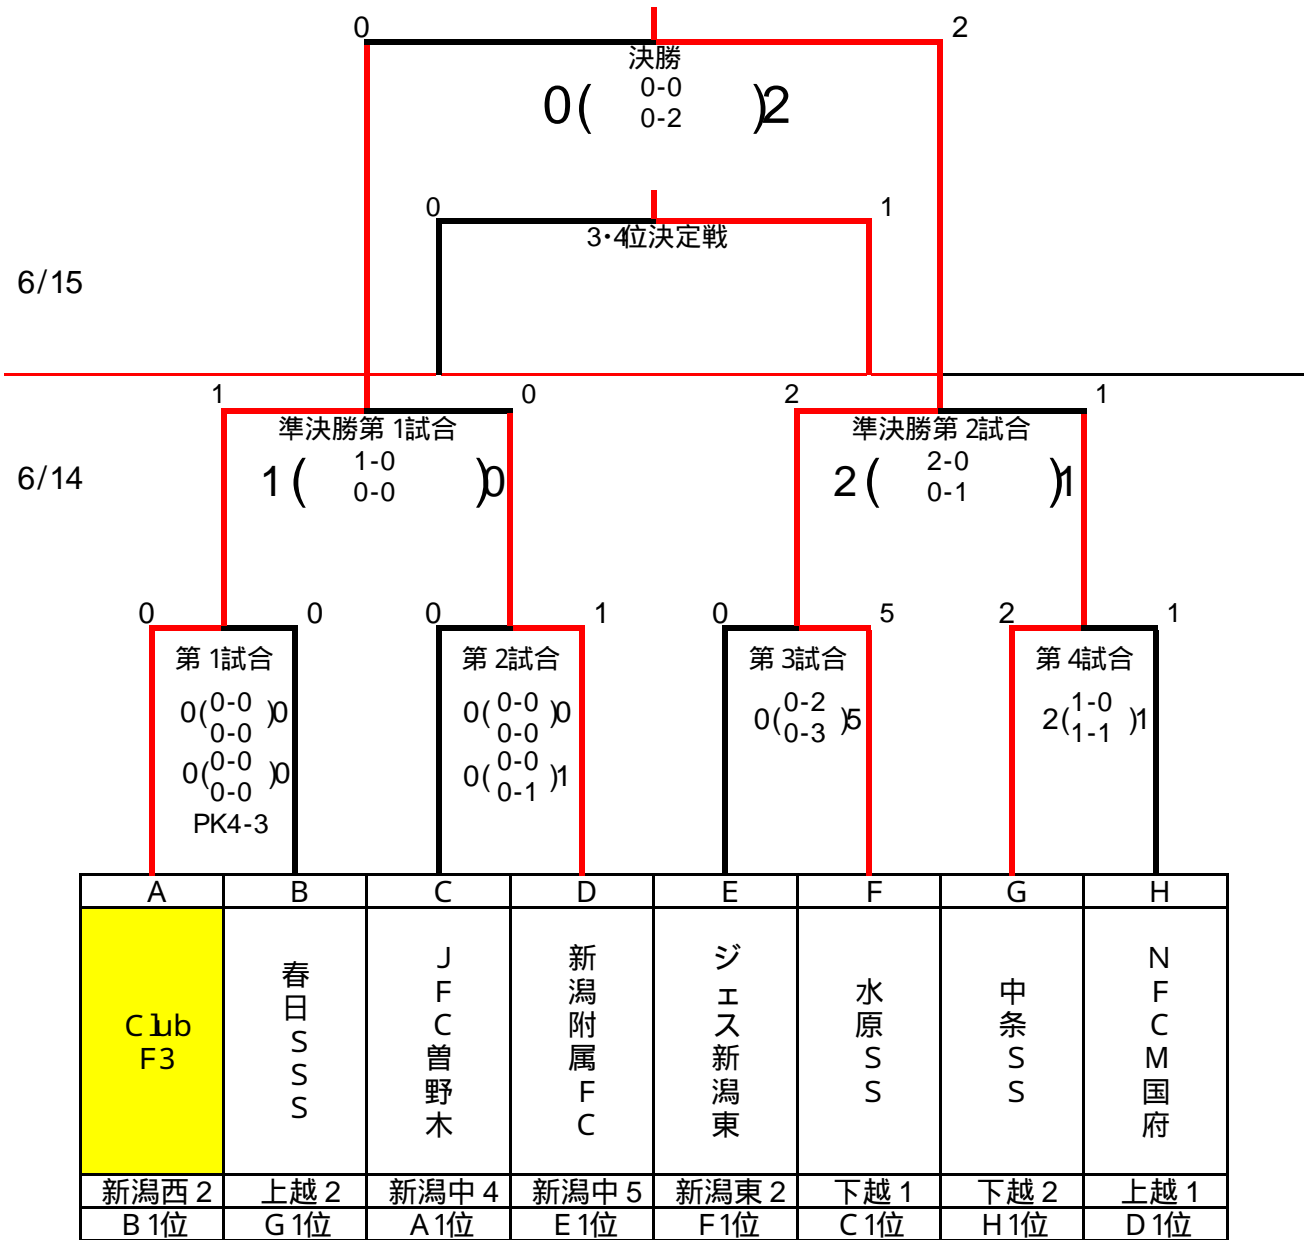 0 2
決勝
0( 0-0 )2
0-2
0 1
3・4位決定戦
6/15
1 0 2 1
準決勝第1試合 準決勝第2試合
6/14
1( 1-0 )0 2( 2-0 )1
0-0 0-1
0 0 0 1 0 5 2 1
第1試合 第2試合 第3試合 第4試合
0( 0-0 )0 0( 0-0 )0 0( 0-2 )5 2( 1-0 )1
0-0 0-0 0-3 1-1
0( 0-0 )0 0( 0-0 )1
0-0 0-1
PK4-3
A B C D E F G H
Club F3
春日SSS
JFC曽野木
新潟附属FC
ジェス新潟東
水原SS
中条SS
NFCM国府
新潟西2 上越2 新潟中4 新潟中5 新潟東2 下越1 下越2 上越1
B1位 G1位 A1位 E1位 F1位 C1位 H1位 D1位